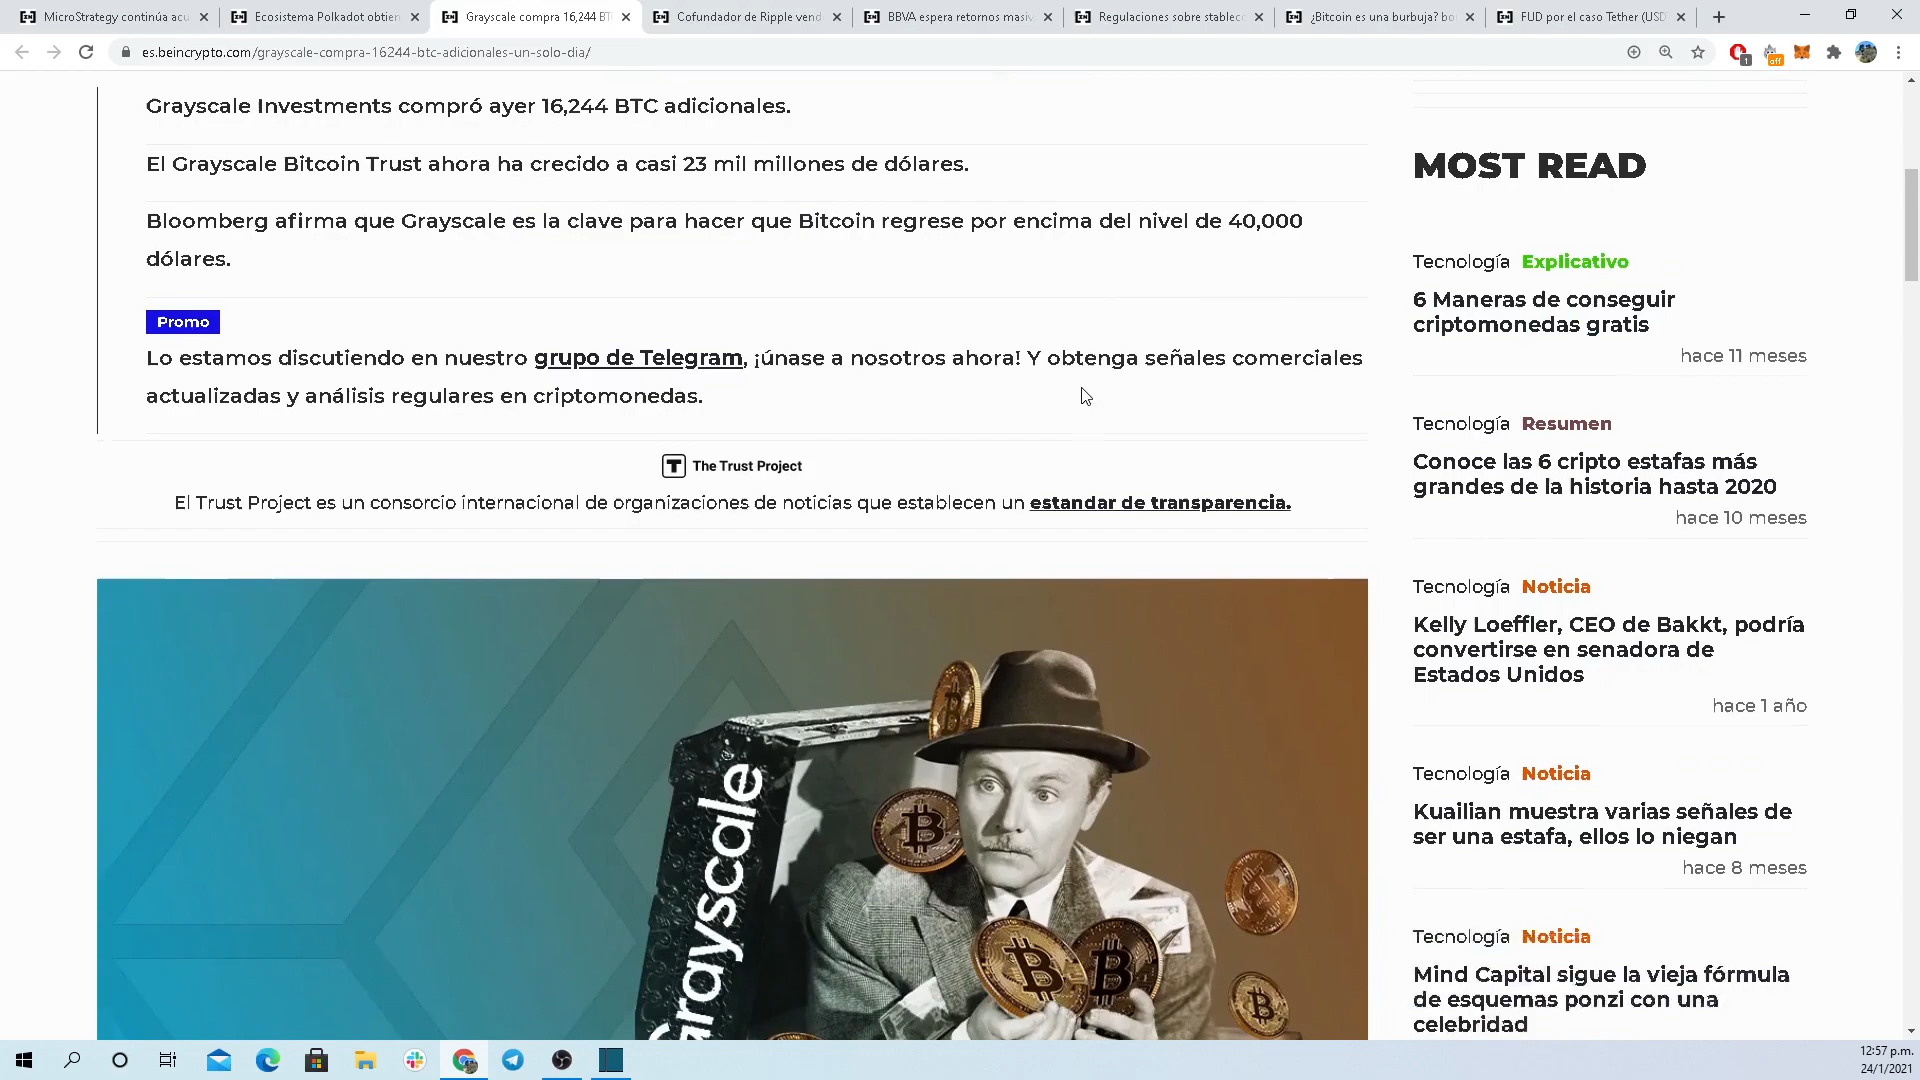 MicroStrategy continúa acu
Ecosistema Polkadot obtien
Grayscale compra 16,244 BT
Cofundador de Ripple vend
BBVA espera retornos masiv
Regulaciones sobre stablec
¿Bitcoin es una burbuja? bo
FUD por el caso Tether (USD
es.beincrypto.com/grayscale-compra-16244-btc-adicionales-un-solo-dia/
1
off
Grayscale Investments compró ayer 16,244 BTC adicionales.
El Grayscale Bitcoin Trust ahora ha crecido a casi 23 mil millones de dólares.
Bloomberg afirma que Grayscale es la clave para hacer que Bitcoin regrese por encima del nivel de 40,000
dólares.
Promo
Lo estamos discutiendo en nuestro grupo de Telegram, ¡únase a nosotros ahora! Y obtenga señales comerciales
actualizadas y análisis regulares en criptomonedas.
The Trust Project
El Trust Project es un consorcio internacional de organizaciones de noticias que establecen un estandar de transparencia.
Grayscale
MOST READ
Tecnología Explicativo
6 Maneras de conseguir
criptomonedas gratis
hace 11 meses
Tecnología Resumen
Conoce las 6 cripto estafas más
grandes de la historia hasta 2020
hace 10 meses
Tecnología Noticia
Kelly Loeffler, CEO de Bakkt, podría
convertirse en senadora de
Estados Unidos
hace 1 año
Tecnología Noticia
Kuailian muestra varias señales de
ser una estafa, ellos lo niegan
hace 8 meses
Tecnología Noticia
Mind Capital sigue la vieja fórmula
de esquemas ponzi con una
celebridad
12:57 p.m.
24/1/2021